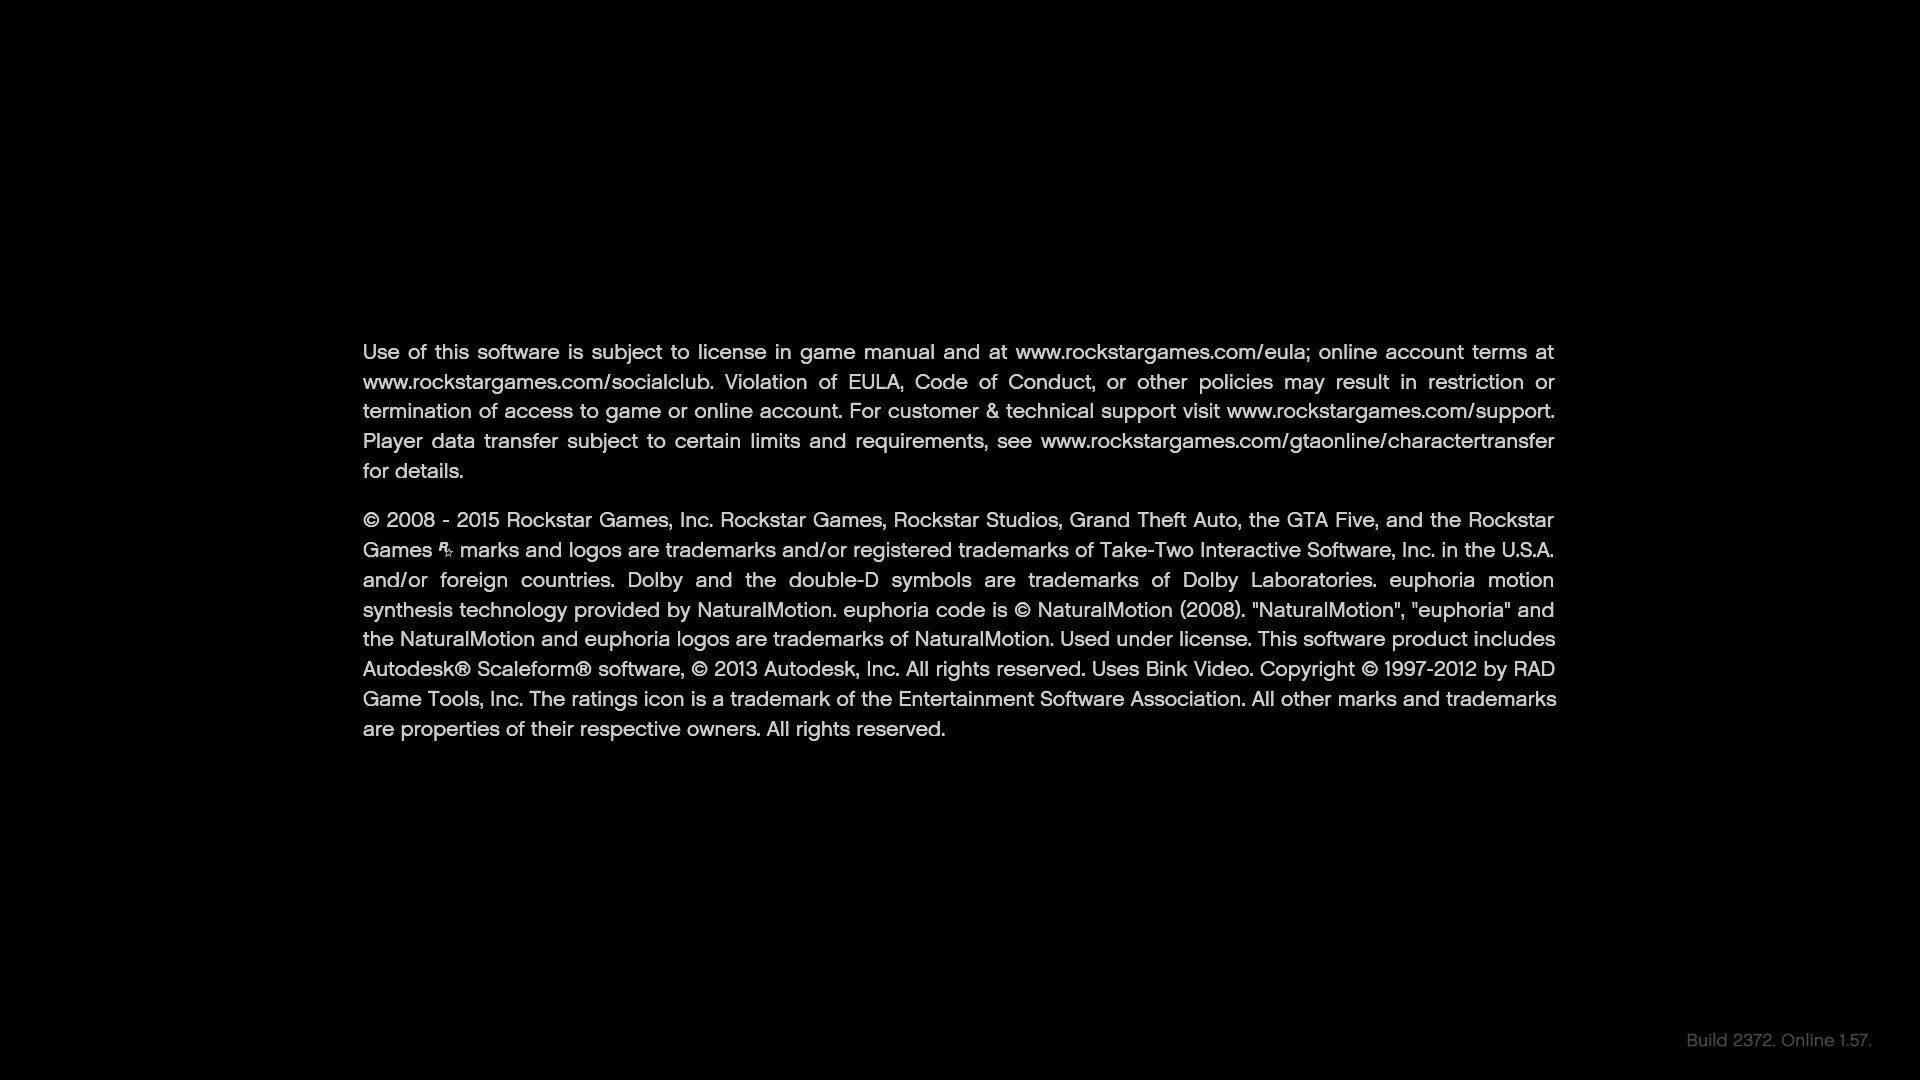 Use of this software is subject to license in game manual and at www.rockstargames.com/eula; online account terms at
www.rockstargames.com/socialclub. Violation of EULA, Code of Conduct, or other policies may result in restriction or
termination of access to game or online account. For customer & technical support visit www.rockstargames.com/support.
Player data transfer subject to certain limits and requirements, see www.rockstargames.com/gtaonline/charactertransfer
for details.
© 2008 - 2015 Rockstar Games, Inc. Rockstar Games, Rockstar Studios, Grand Theft Auto, the GTA Five, and the Rockstar
Games R* marks and logos are trademarks and/or registered trademarks of Take-Two Interactive Software, Inc. in the U.S.A.
and/or foreign countries. Dolby and the double-D symbols are trademarks of Dolby Laboratories. euphoria motion
synthesis technology provided by NaturalMotion. euphoria code is © NaturalMotion (2008). "NaturalMotion", "euphoria" and
the NaturalMotion and euphoria logos are trademarks of NaturalMotion. Used under license. This software product includes
Autodesk® Scaleform® software, © 2013 Autodesk, Inc. All rights reserved. Uses Bink Video. Copyright © 1997-2012 by RAD
Game Tools, Inc. The ratings icon is a trademark of the Entertainment Software Association. All other marks and trademarks
are properties of their respective owners. All rights reserved.
Build 2372. Online 1.57.